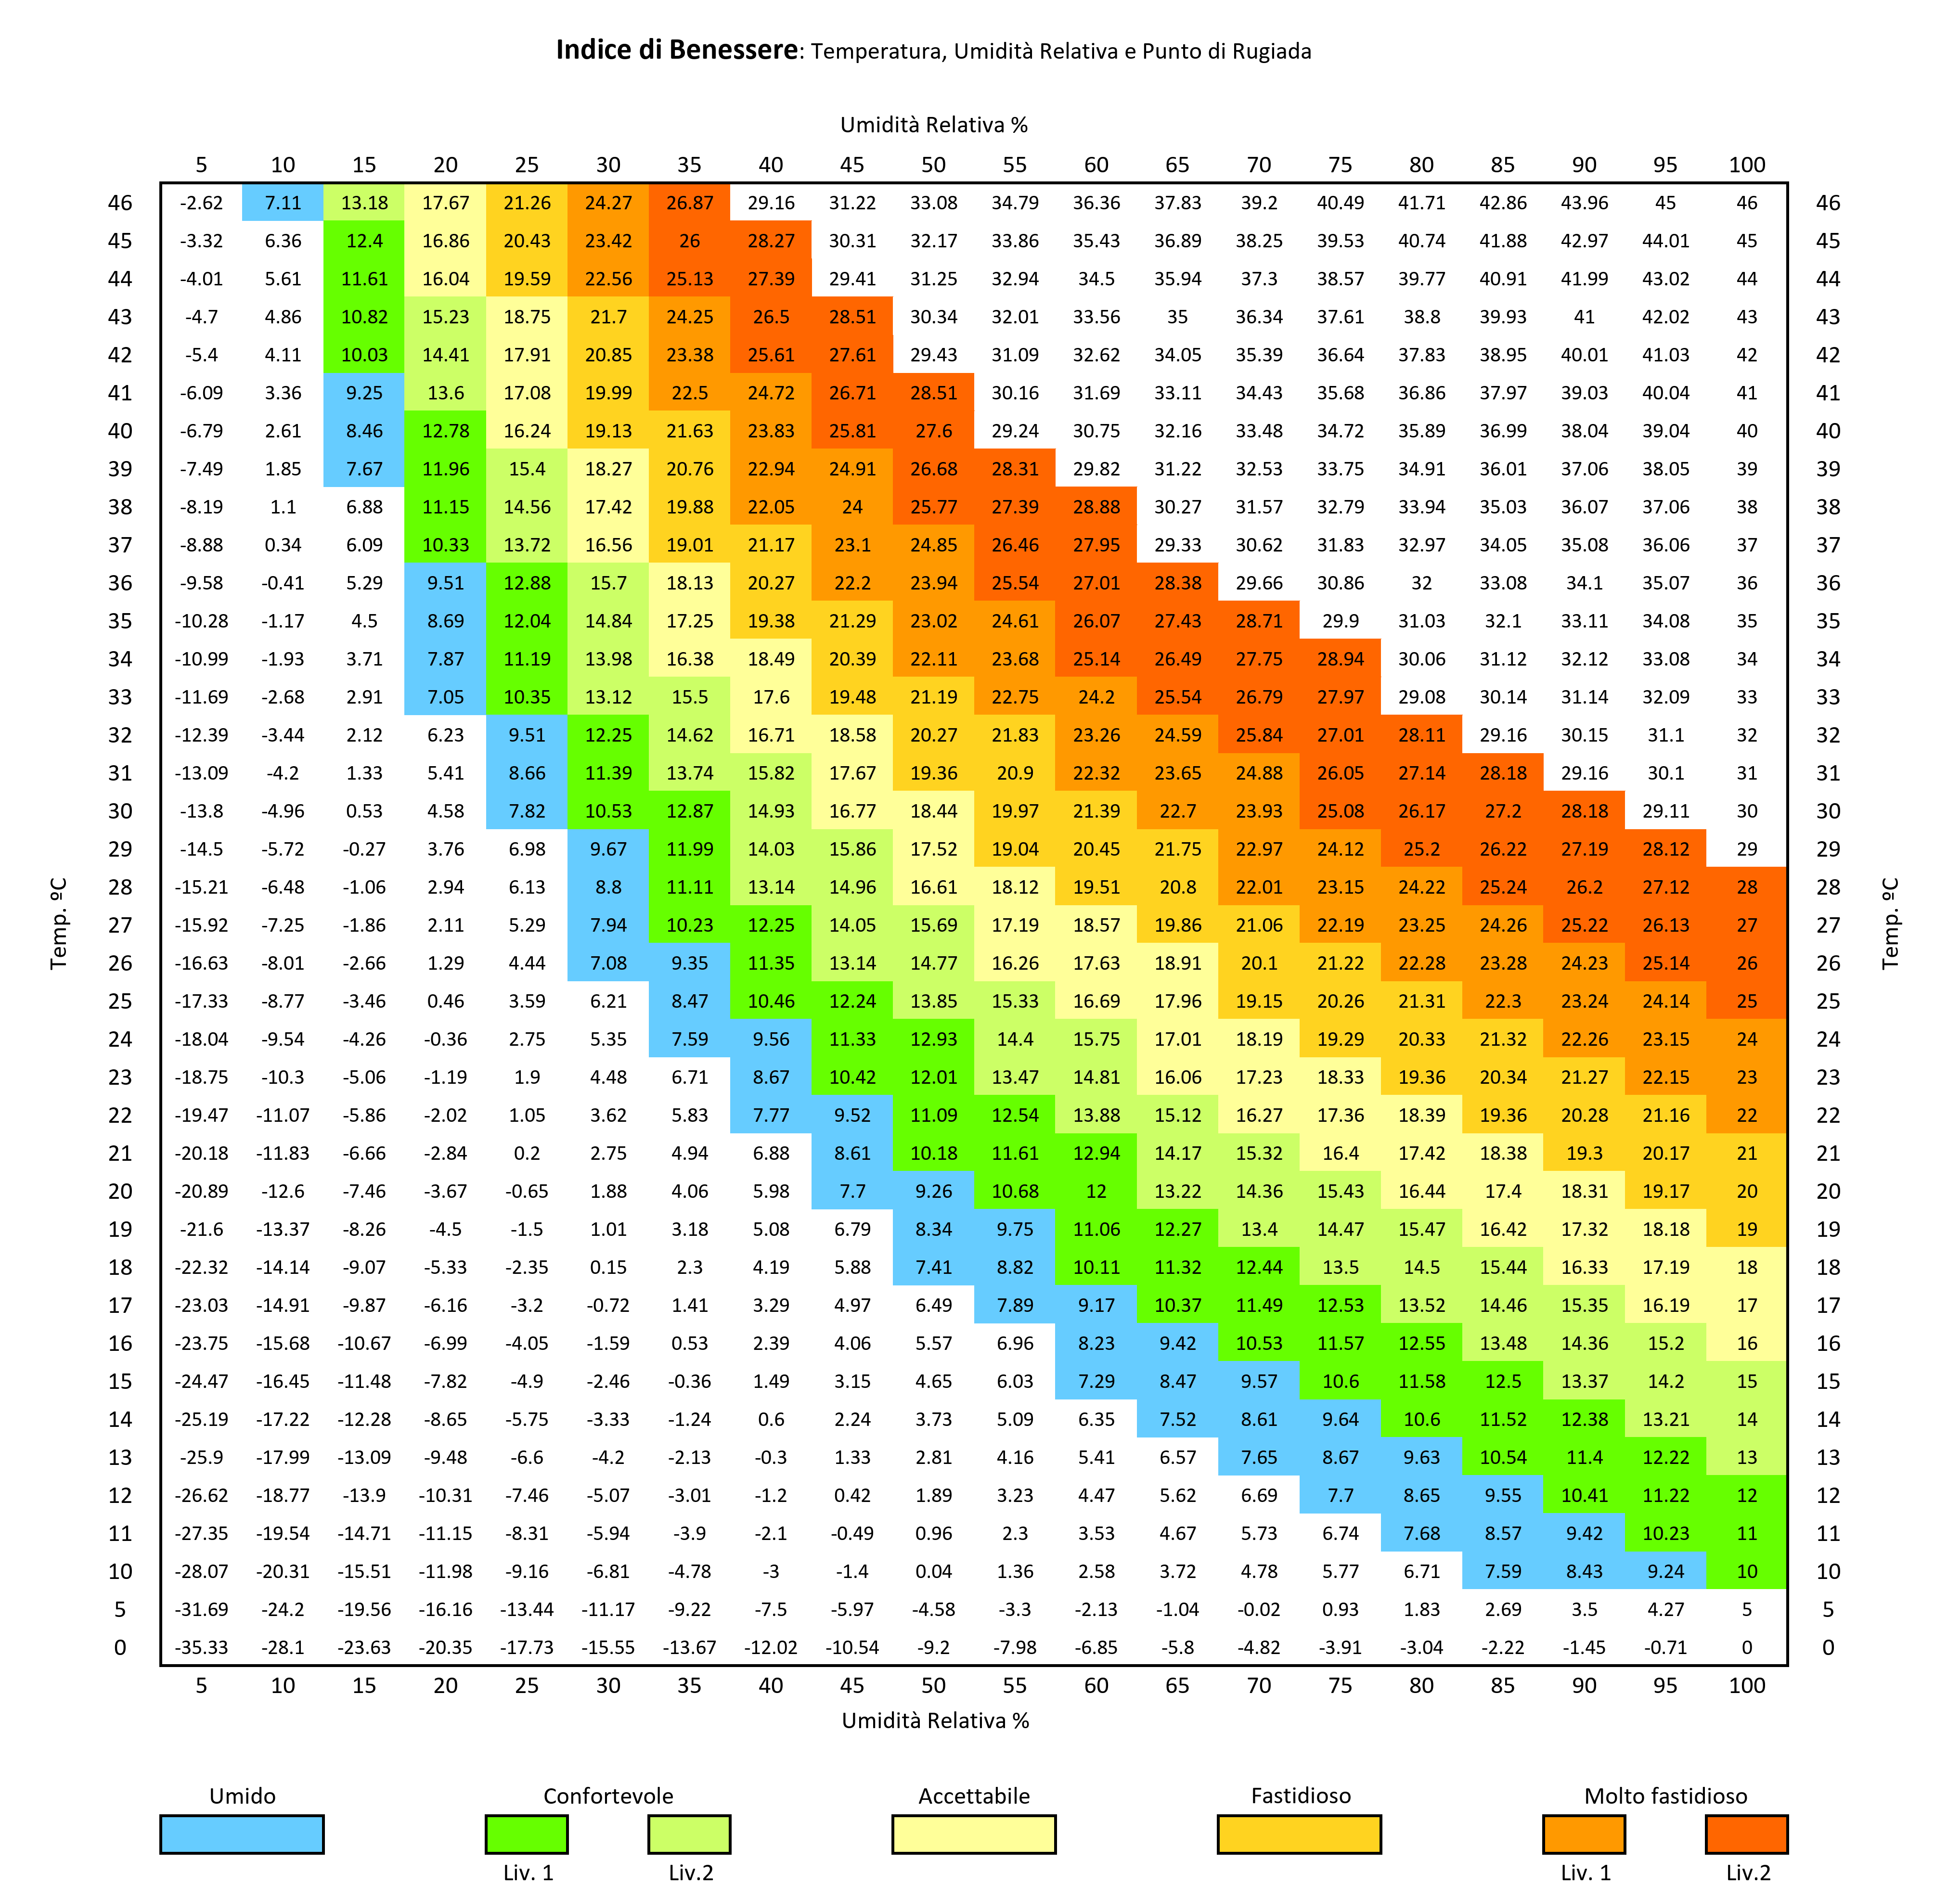 Indice di Benessere: Temperatura, Umidità Relativa e Punto di Rugiada
Umidità Relativa %
5 10 15 20 25 30 35 40 45 50 55 60 65 70 75 80 85 90 95 100
46 -2.62 7.11 13.18 17.67 21.26 24.27 26.87 29.16 31.22 33.08 34.79 36.36 37.83 39.2 40.49 41.71 42.86 43.96 45 46 46
45 -3.32 6.36 12.4 16.86 20.43 23.42 26 28.27 30.31 32.17 33.86 35.43 36.89 38.25 39.53 40.74 41.88 42.97 44.01 45 45
44 -4.01 5.61 11.61 16.04 19.59 22.56 25.13 27.39 29.41 31.25 32.94 34.5 35.94 37.3 38.57 39.77 40.91 41.99 43.02 44 44
43 -4.7 4.86 10.82 15.23 18.75 21.7 24.25 26.5 28.51 30.34 32.01 33.56 35 36.34 37.61 38.8 39.93 41 42.02 43 43
42 -5.4 4.11 10.03 14.41 17.91 20.85 23.38 25.61 27.61 29.43 31.09 32.62 34.05 35.39 36.64 37.83 38.95 40.01 41.03 42 42
41 -6.09 3.36 9.25 13.6 17.08 19.99 22.5 24.72 26.71 28.51 30.16 31.69 33.11 34.43 35.68 36.86 37.97 39.03 40.04 41 41
40 -6.79 2.61 8.46 12.78 16.24 19.13 21.63 23.83 25.81 27.6 29.24 30.75 32.16 33.48 34.72 35.89 36.99 38.04 39.04 40 40
39 -7.49 1.85 7.67 11.96 15.4 18.27 20.76 22.94 24.91 26.68 28.31 29.82 31.22 32.53 33.75 34.91 36.01 37.06 38.05 39 39
38 -8.19 1.1 6.88 11.15 14.56 17.42 19.88 22.05 24 25.77 27.39 28.88 30.27 31.57 32.79 33.94 35.03 36.07 37.06 38 38
37 -8.88 0.34 6.09 10.33 13.72 16.56 19.01 21.17 23.1 24.85 26.46 27.95 29.33 30.62 31.83 32.97 34.05 35.08 36.06 37 37
36 -9.58 -0.41 5.29 9.51 12.88 15.7 18.13 20.27 22.2 23.94 25.54 27.01 28.38 29.66 30.86 32 33.08 34.1 35.07 36 36
35 -10.28 -1.17 4.5 8.69 12.04 14.84 17.25 19.38 21.29 23.02 24.61 26.07 27.43 28.71 29.9 31.03 32.1 33.11 34.08 35 35
34 -10.99 -1.93 3.71 7.87 11.19 13.98 16.38 18.49 20.39 22.11 23.68 25.14 26.49 27.75 28.94 30.06 31.12 32.12 33.08 34 34
33 -11.69 -2.68 2.91 7.05 10.35 13.12 15.5 17.6 19.48 21.19 22.75 24.2 25.54 26.79 27.97 29.08 30.14 31.14 32.09 33 33
32 -12.39 -3.44 2.12 6.23 9.51 12.25 14.62 16.71 18.58 20.27 21.83 23.26 24.59 25.84 27.01 28.11 29.16 30.15 31.1 32 32
31 -13.09 -4.2 1.33 5.41 8.66 11.39 13.74 15.82 17.67 19.36 20.9 22.32 23.65 24.88 26.05 27.14 28.18 29.16 30.1 31 31
30 -13.8 -4.96 0.53 4.58 7.82 10.53 12.87 14.93 16.77 18.44 19.97 21.39 22.7 23.93 25.08 26.17 27.2 28.18 29.11 30 30
29 -14.5 -5.72 -0.27 3.76 6.98 9.67 11.99 14.03 15.86 17.52 19.04 20.45 21.75 22.97 24.12 25.2 26.22 27.19 28.12 29 29
28 -15.21 -6.48 -1.06 2.94 6.13 8.8 11.11 13.14 14.96 16.61 18.12 19.51 20.8 22.01 23.15 24.22 25.24 26.2 27.12 28 28
27 -15.92 -7.25 -1.86 2.11 5.29 7.94 10.23 12.25 14.05 15.69 17.19 18.57 19.86 21.06 22.19 23.25 24.26 25.22 26.13 27 27
26 -16.63 -8.01 -2.66 1.29 4.44 7.08 9.35 11.35 13.14 14.77 16.26 17.63 18.91 20.1 21.22 22.28 23.28 24.23 25.14 26 26
25 -17.33 -8.77 -3.46 0.46 3.59 6.21 8.47 10.46 12.24 13.85 15.33 16.69 17.96 19.15 20.26 21.31 22.3 23.24 24.14 25 25
24 -18.04 -9.54 -4.26 -0.36 2.75 5.35 7.59 9.56 11.33 12.93 14.4 15.75 17.01 18.19 19.29 20.33 21.32 22.26 23.15 24 24
23 -18.75 -10.3 -5.06 -1.19 1.9 4.48 6.71 8.67 10.42 12.01 13.47 14.81 16.06 17.23 18.33 19.36 20.34 21.27 22.15 23 23
22 -19.47 -11.07 -5.86 -2.02 1.05 3.62 5.83 7.77 9.52 11.09 12.54 13.88 15.12 16.27 17.36 18.39 19.36 20.28 21.16 22 22
21 -20.18 -11.83 -6.66 -2.84 0.2 2.75 4.94 6.88 8.61 10.18 11.61 12.94 14.17 15.32 16.4 17.42 18.38 19.3 20.17 21 21
20 -20.89 -12.6 -7.46 -3.67 -0.65 1.88 4.06 5.98 7.7 9.26 10.68 12 13.22 14.36 15.43 16.44 17.4 18.31 19.17 20 20
19 -21.6 -13.37 -8.26 -4.5 -1.5 1.01 3.18 5.08 6.79 8.34 9.75 11.06 12.27 13.4 14.47 15.47 16.42 17.32 18.18 19 19
18 -22.32 -14.14 -9.07 -5.33 -2.35 0.15 2.3 4.19 5.88 7.41 8.82 10.11 11.32 12.44 13.5 14.5 15.44 16.33 17.19 18 18
17 -23.03 -14.91 -9.87 -6.16 -3.2 -0.72 1.41 3.29 4.97 6.49 7.89 9.17 10.37 11.49 12.53 13.52 14.46 15.35 16.19 17 17
16 -23.75 -15.68 -10.67 -6.99 -4.05 -1.59 0.53 2.39 4.06 5.57 6.96 8.23 9.42 10.53 11.57 12.55 13.48 14.36 15.2 16 16
15 -24.47 -16.45 -11.48 -7.82 -4.9 -2.46 -0.36 1.49 3.15 4.65 6.03 7.29 8.47 9.57 10.6 11.58 12.5 13.37 14.2 15 15
14 -25.19 -17.22 -12.28 -8.65 -5.75 -3.33 -1.24 0.6 2.24 3.73 5.09 6.35 7.52 8.61 9.64 10.6 11.52 12.38 13.21 14 14
13 -25.9 -17.99 -13.09 -9.48 -6.6 -4.2 -2.13 -0.3 1.33 2.81 4.16 5.41 6.57 7.65 8.67 9.63 10.54 11.4 12.22 13 13
12 -26.62 -18.77 -13.9 -10.31 -7.46 -5.07 -3.01 -1.2 0.42 1.89 3.23 4.47 5.62 6.69 7.7 8.65 9.55 10.41 11.22 12 12
11 -27.35 -19.54 -14.71 -11.15 -8.31 -5.94 -3.9 -2.1 -0.49 0.96 2.3 3.53 4.67 5.73 6.74 7.68 8.57 9.42 10.23 11 11
10 -28.07 -20.31 -15.51 -11.98 -9.16 -6.81 -4.78 -3 -1.4 0.04 1.36 2.58 3.72 4.78 5.77 6.71 7.59 8.43 9.24 10 10
5 -31.69 -24.2 -19.56 -16.16 -13.44 -11.17 -9.22 -7.5 -5.97 -4.58 -3.3 -2.13 -1.04 -0.02 0.93 1.83 2.69 3.5 4.27 5 5
0 -35.33 -28.1 -23.63 -20.35 -17.73 -15.55 -13.67 -12.02 -10.54 -9.2 -7.98 -6.85 -5.8 -4.82 -3.91 -3.04 -2.22 -1.45 -0.71 0 0
5 10 15 20 25 30 35 40 45 50 55 60 65 70 75 80 85 90 95 100
Umidità Relativa %
Temp. ºC
Temp. ºC
Umido Confortevole Accettabile Fastidioso Molto fastidioso
Liv. 1 Liv.2 Liv. 1 Liv.2